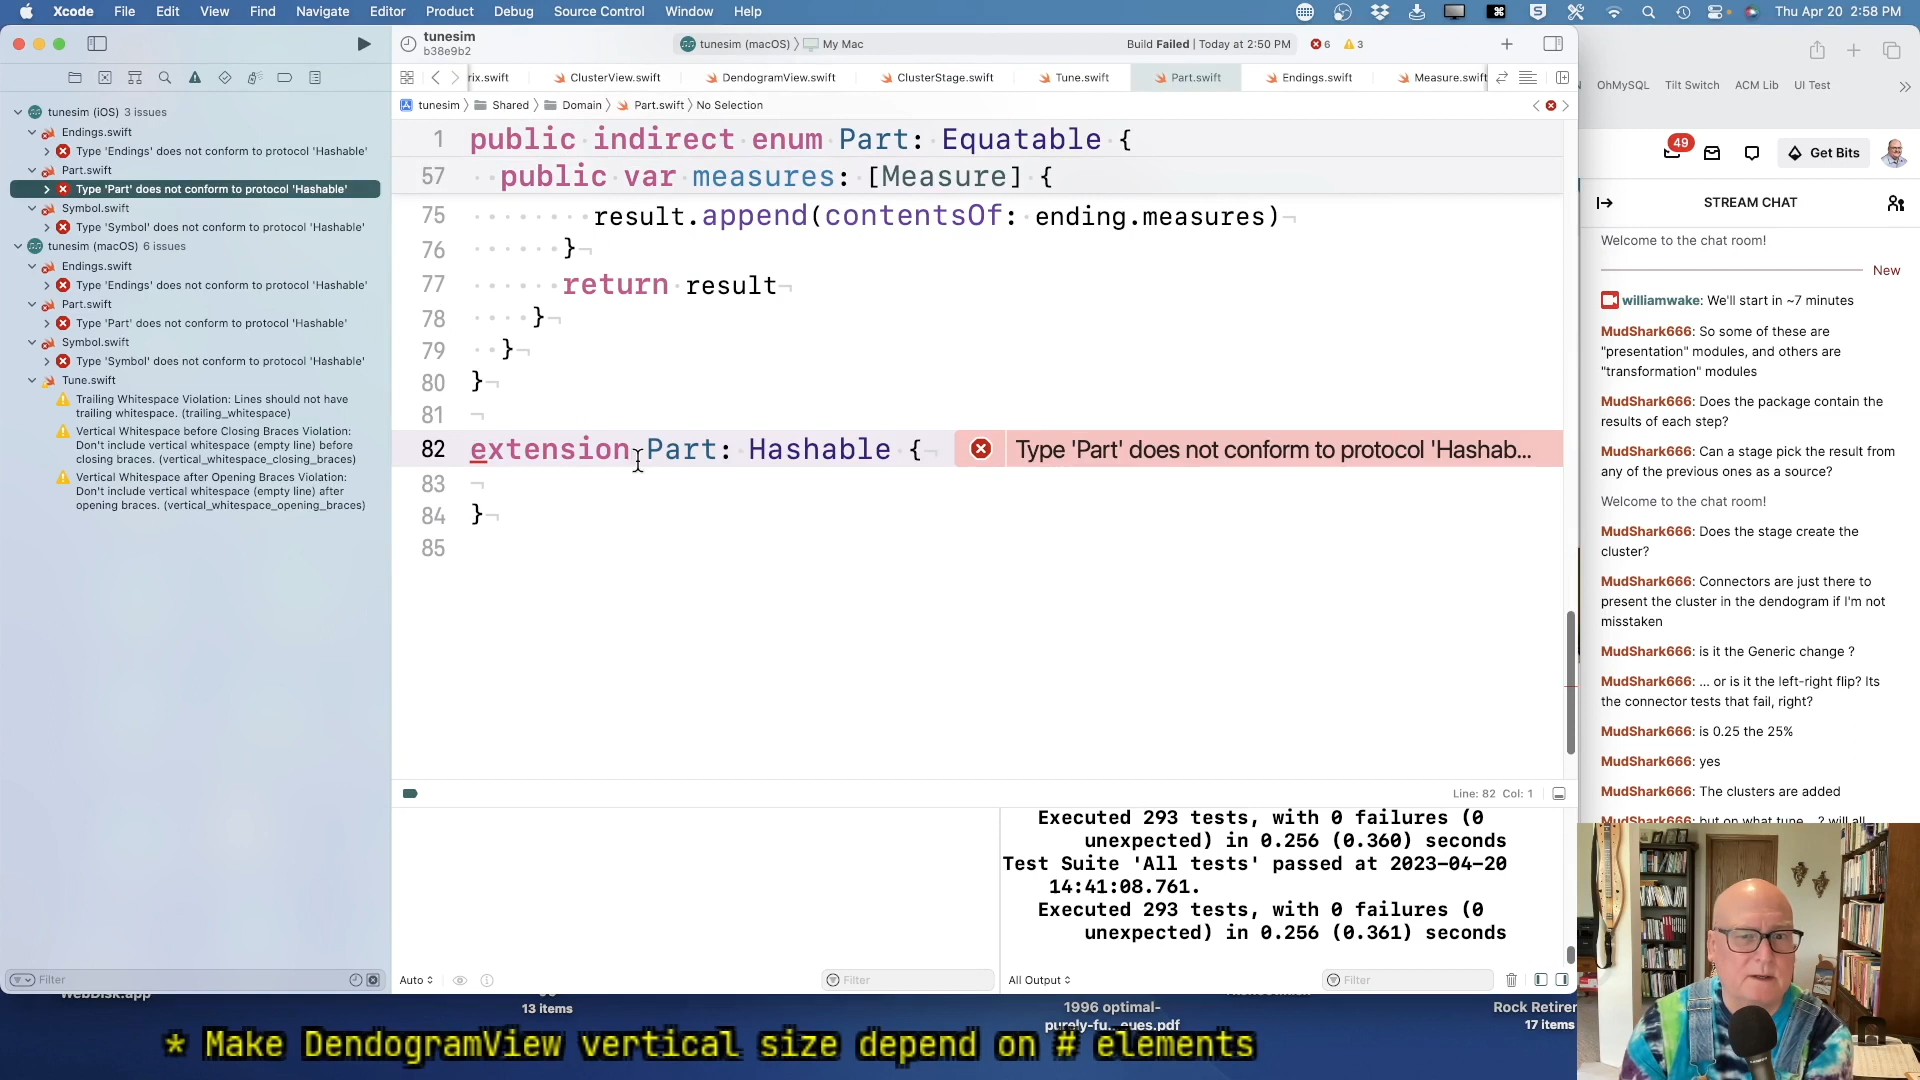 Xcode File Edit View Find Navigate Editor Product Debug Source Control Window Help Thu Apr 20 2:58 PM
tunesim
b38e9b2
tunesim (macOS) My Mac
Build Failed | Today at 2:50 PM 6 3
rix.swift ClusterView.swift DendogramView.swift ClusterStage.swift Tune.swift Part.swift Endings.swift Measure.swift
tunesim Shared Domain Part.swift No Selection
tunesim (iOS) 3 issues
Endings.swift
Type 'Endings' does not conform to protocol 'Hashable'
Part.swift
Type 'Part' does not conform to protocol 'Hashable'
Symbol.swift
Type 'Symbol' does not conform to protocol 'Hashable'
tunesim (macOS) 6 issues
Endings.swift
Type 'Endings' does not conform to protocol 'Hashable'
Part.swift
Type 'Part' does not conform to protocol 'Hashable'
Symbol.swift
Type 'Symbol' does not conform to protocol 'Hashable'
Tune.swift
Trailing Whitespace Violation: Lines should not have
trailing whitespace. (trailing_whitespace)
Vertical Whitespace before Closing Braces Violation:
Don't include vertical whitespace (empty line) before
closing braces. (vertical_whitespace_closing_braces)
Vertical Whitespace after Opening Braces Violation:
Don't include vertical whitespace (empty line) after
opening braces. (vertical_whitespace_opening_braces)
Filter
1 public indirect enum Part: Equatable {
57 public var measures: [Measure] {
75 result.append(contentsOf: ending.measures)
76 }
77 return result
78 }
79 }
80 }
81
82 extension Part: Hashable { Type 'Part' does not conform to protocol 'Hashab...
83
84 }
85
Line: 82 Col: 1
Executed 293 tests, with 0 failures (0
unexpected) in 0.256 (0.360) seconds
Test Suite 'All tests' passed at 2023-04-20
14:41:08.761.
Executed 293 tests, with 0 failures (0
unexpected) in 0.256 (0.361) seconds
Auto Filter All Output Filter
OhMySQL Tilt Switch ACM Lib UI Test
49 Get Bits
STREAM CHAT
Welcome to the chat room!
New
williamwake: We'll start in ~7 minutes
MudShark666: So some of these are
"presentation" modules, and others are
"transformation" modules
MudShark666: Does the package contain the
results of each step?
MudShark666: Can a stage pick the result from
any of the previous ones as a source?
Welcome to the chat room!
MudShark666: Does the stage create the
cluster?
MudShark666: Connectors are just there to
present the cluster in the dendogram if I'm not
misstaken
MudShark666: is it the Generic change ?
MudShark666: ... or is it the left-right flip? Its
the connector tests that fail, right?
MudShark666: is 0.25 the 25%
MudShark666: yes
MudShark666: The clusters are added
MudShark666: but on what tune ? will all
WebDisk.app
13 items
1996 optimal-
purely-fu...eues.pdf
Rock Retirer
17 items
* Make DendogramView vertical size depend on # elements